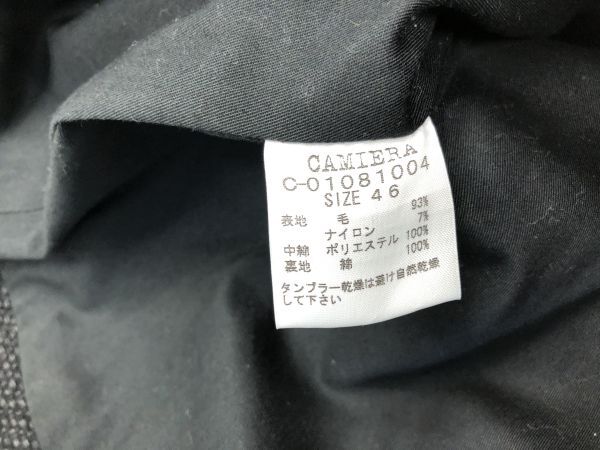 CAMIERA
C-01081004
SIZE 46
表地 毛 93%
ナイロン 7%
中綿 ポリエステル 100%
裏地 綿 100%
タンブラー乾燥は避け自然乾燥
して下さい